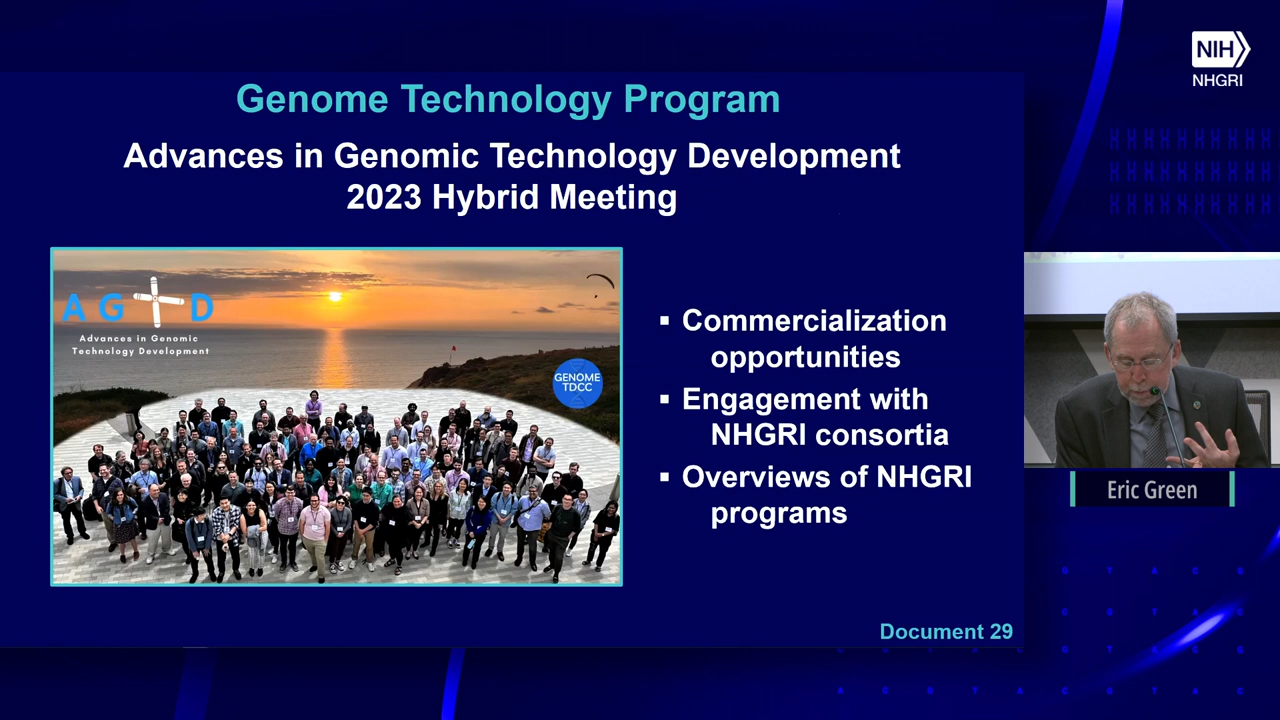 Genome Technology Program
Advances in Genomic Technology Development
2023 Hybrid Meeting
A G D
Advances in Genomic
Technology Development
GENOME
TDCC
▪ Commercialization
opportunities
▪ Engagement with
NHGRI consortia
▪ Overviews of NHGRI
programs
Document 29
NIH
NHGRI
Eric Green